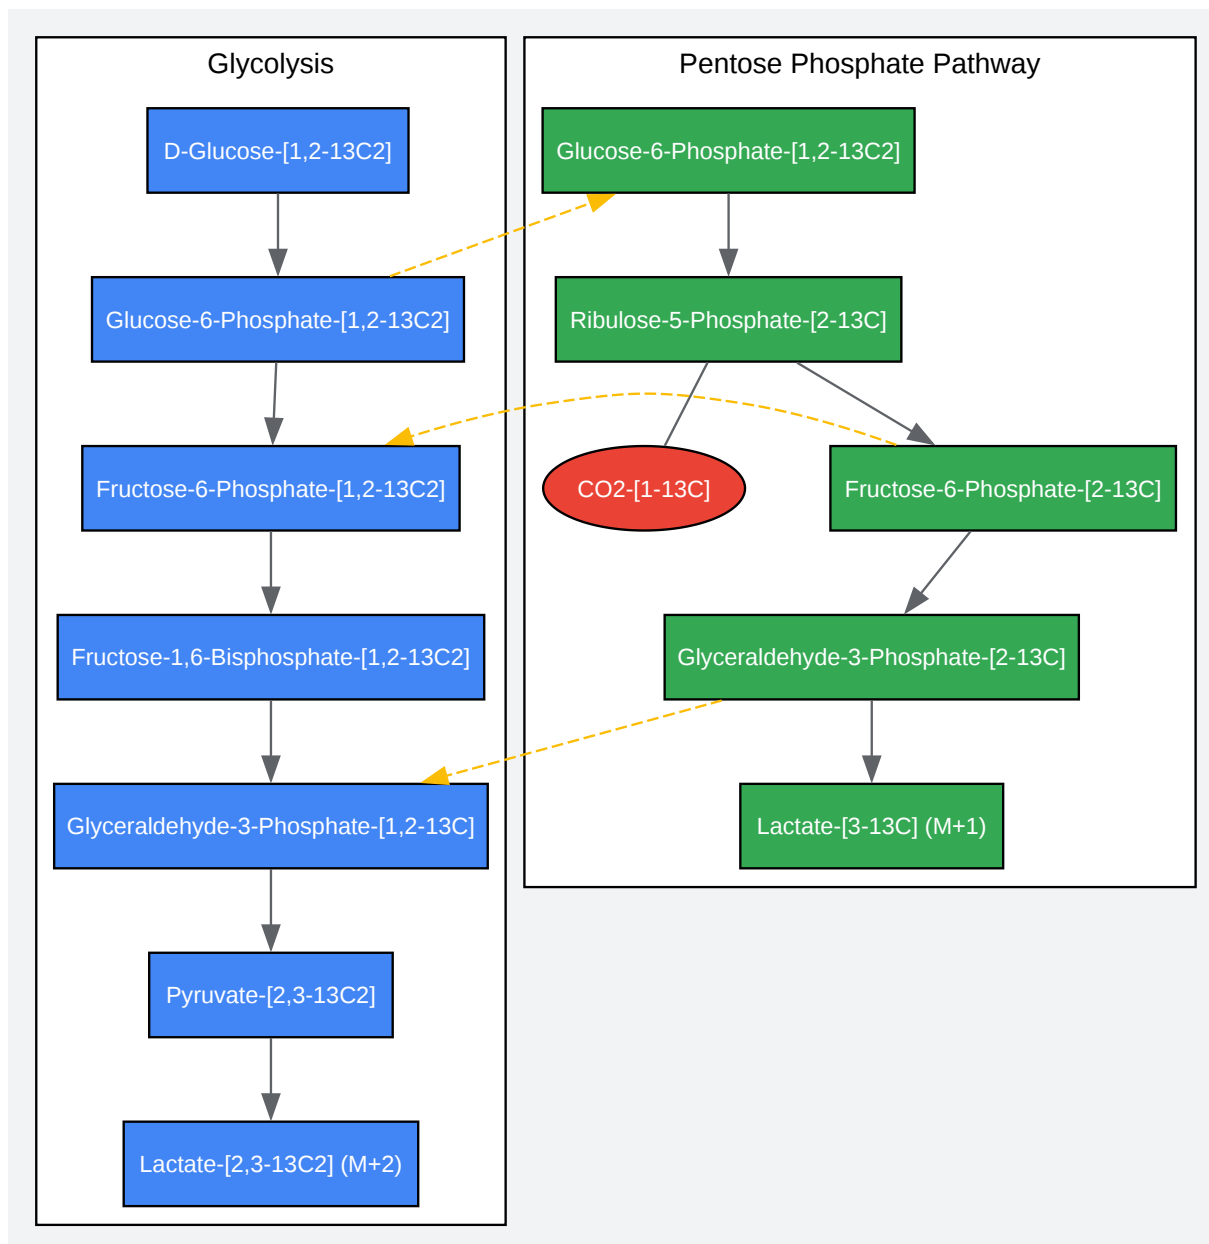 Glycolysis
D-Glucose-[1,2-13C2]
Glucose-6-Phosphate-[1,2-13C2]
Fructose-6-Phosphate-[1,2-13C2]
Fructose-1,6-Bisphosphate-[1,2-13C2]
Glyceraldehyde-3-Phosphate-[1,2-13C]
Pyruvate-[2,3-13C2]
Lactate-[2,3-13C2] (M+2)
Pentose Phosphate Pathway
Glucose-6-Phosphate-[1,2-13C2]
Ribulose-5-Phosphate-[2-13C]
CO2-[1-13C]
Fructose-6-Phosphate-[2-13C]
Glyceraldehyde-3-Phosphate-[2-13C]
Lactate-[3-13C] (M+1)